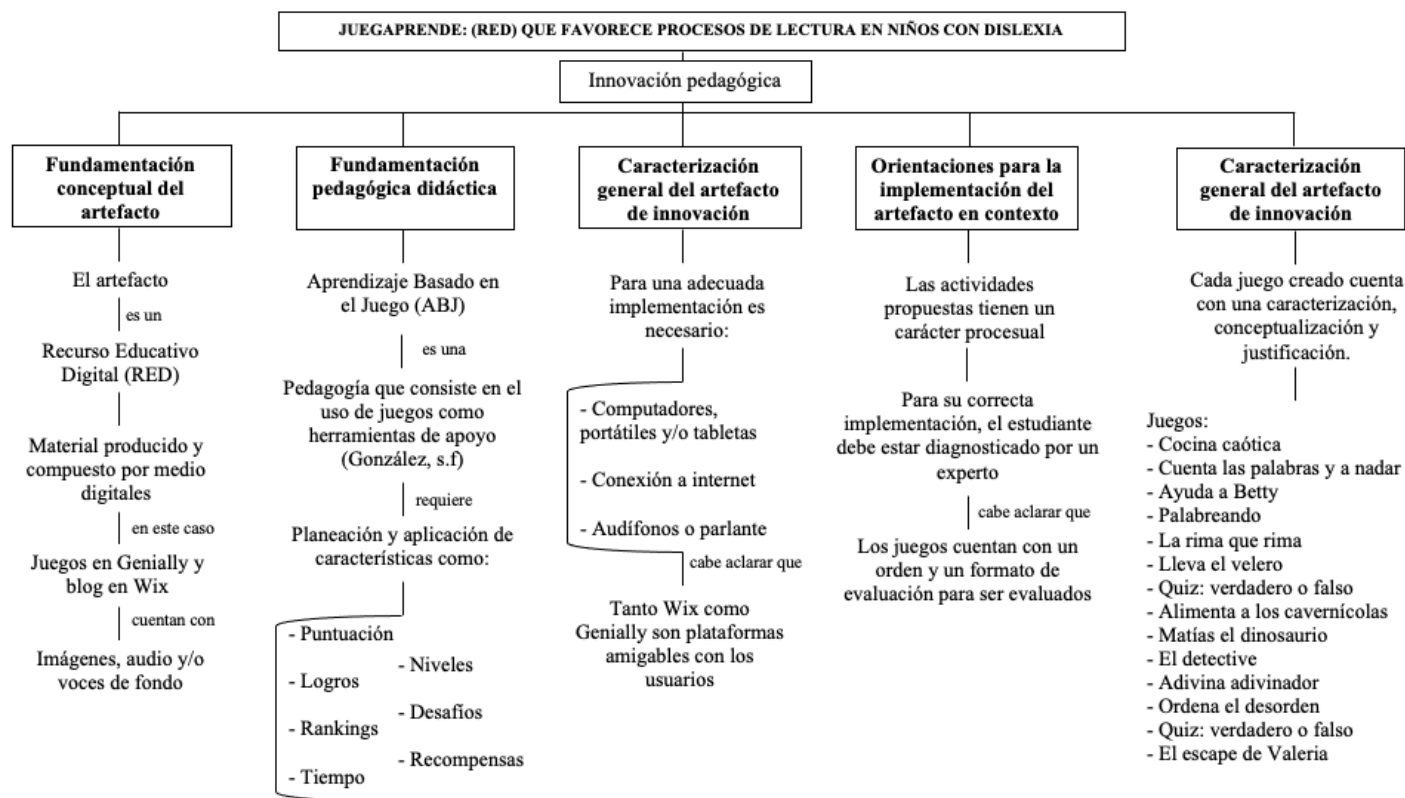 JUEGAPRENDE: (RED) QUE FAVORECE PROCESOS DE LECTURA EN NIÑOS CON DISLEXIA
Innovación pedagógica
Fundamentación
conceptual del
artefacto
El artefacto
es un
Recurso Educativo
Digital (RED)
Material producido y
compuesto por medio
digitales
en este caso
Juegos en Genially y
blog en Wix
cuentan con
Imágenes, audio y/o
voces de fondo
Fundamentación
pedagógica didáctica
Aprendizaje Basado en
el Juego (ABJ)
es una
Pedagogía que consiste en el
uso de juegos como
herramientas de apoyo
(González, s.f)
requiere
Planeación y aplicación de
características como:
- Puntuación
- Niveles
- Logros
- Desafíos
- Rankings
- Recompensas
- Tiempo
Caracterización
general del artefacto
de innovación
Para una adecuada
implementación es
necesario:
- Computadores,
portátiles y/o tabletas
- Conexión a internet
- Audífonos o parlante
cabe aclarar que
Tanto Wix como
Genially son plataformas
amigables con los
usuarios
Orientaciones para la
implementación del
artefacto en contexto
Las actividades
propuestas tienen un
carácter procesual
Para su correcta
implementación, el estudiante
debe estar diagnosticado por un
experto
cabe aclarar que
Los juegos cuentan con un
orden y un formato de
evaluación para ser evaluados
Caracterización
general del artefacto
de innovación
Cada juego creado cuenta
con una caracterización,
conceptualización y
justificación.
Juegos:
- Cocina caótica
- Cuenta las palabras y a nadar
- Ayuda a Betty
- Palabreando
- La rima que rima
- Lleva el velero
- Quiz: verdadero o falso
- Alimenta a los cavernícolas
- Matías el dinosaurio
- El detective
- Adivina adivinador
- Ordena el desorden
- Quiz: verdadero o falso
- El escape de Valeria